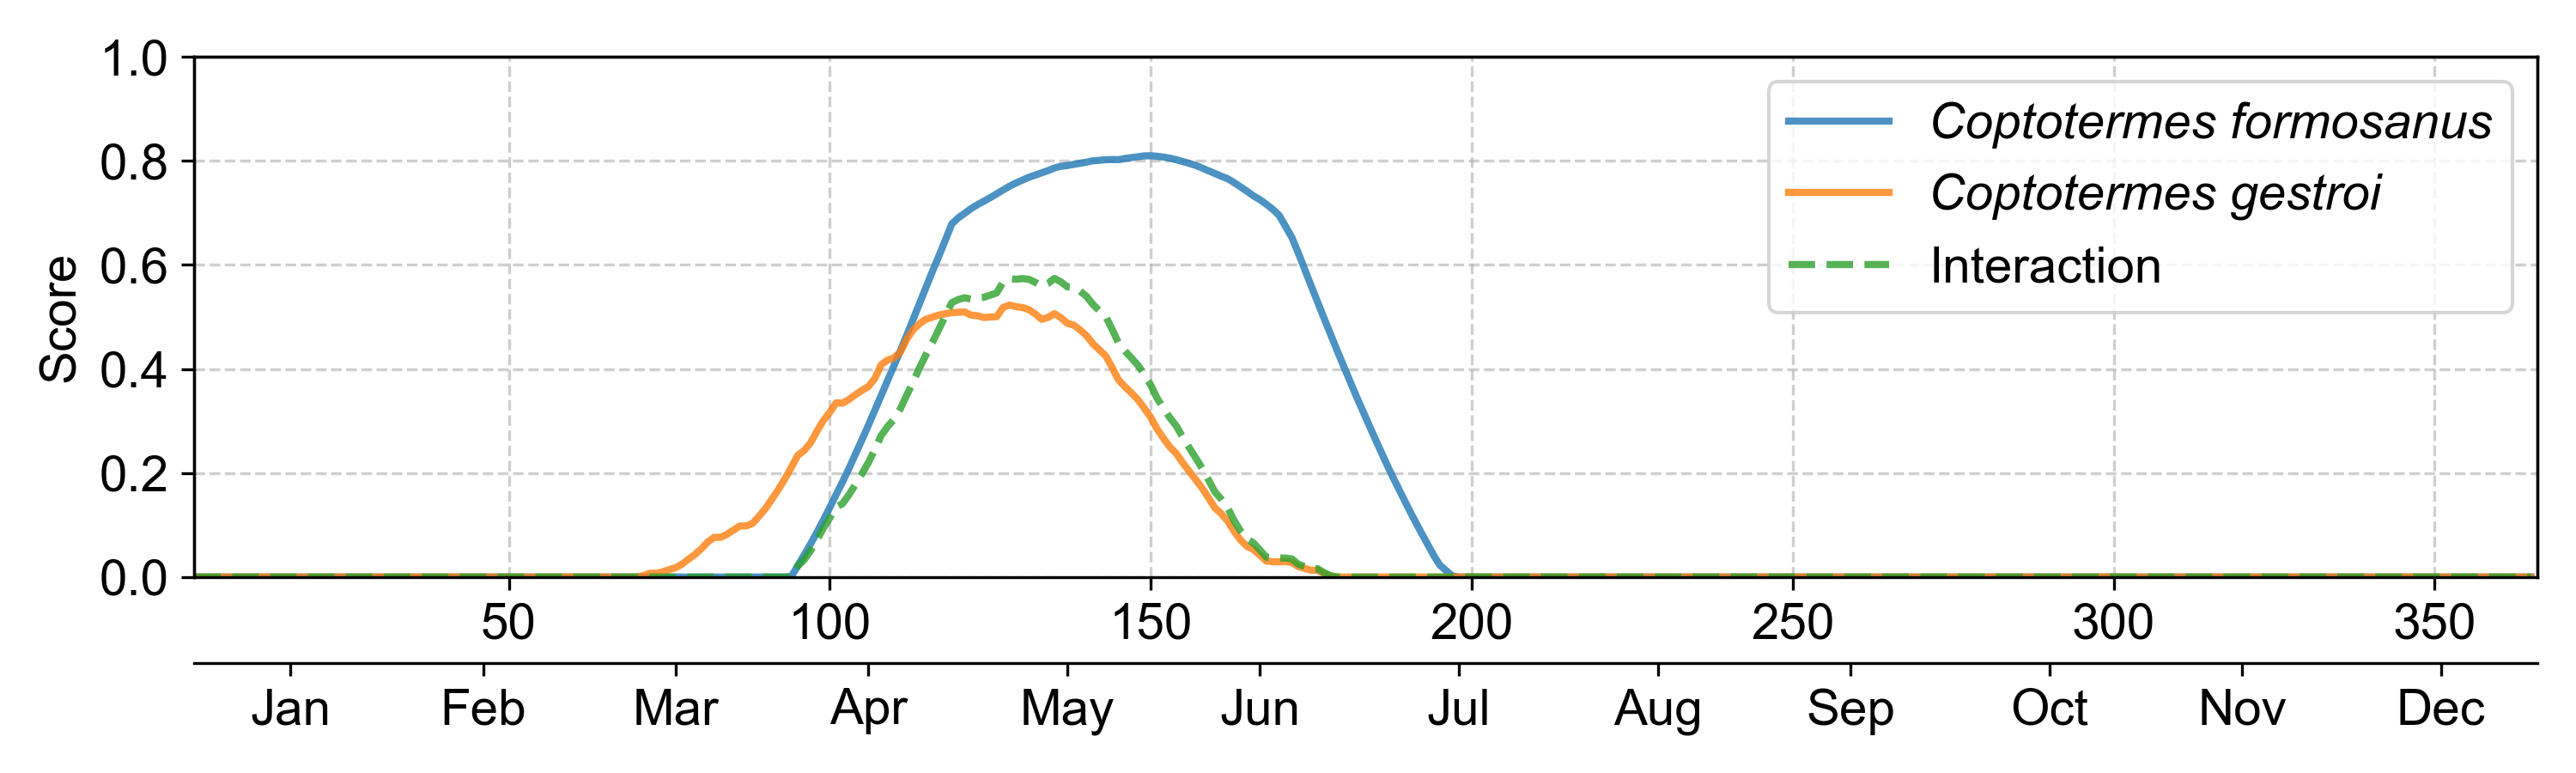 1.0
0.8
0.6
0.4
0.2
0.0
Score
Coptotermes formosanus
Coptotermes gestroi
Interaction
50 100 150 200 250 300 350
Jan Feb Mar Apr May Jun Jul Aug Sep Oct Nov Dec